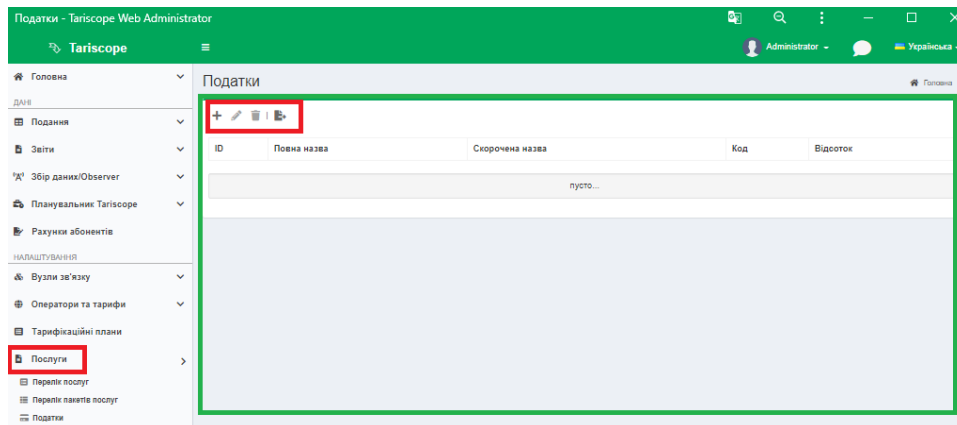 Податки - Tariscope Web Administrator
Tariscope
Administrator
Українська
Головна
Податки
Головна
ДАНІ
Подання
Звіти
Збір даних/Observer
Планувальник Tariscope
Рахунки абонентів
НАЛАШТУВАННЯ
Вузли зв'язку
Оператори та тарифи
Тарифікаційні плани
Послуги
Перелік послуг
Перелік пакетів послуг
Податки
ID Повна назва Скорочена назва Код Відсоток
пусто...